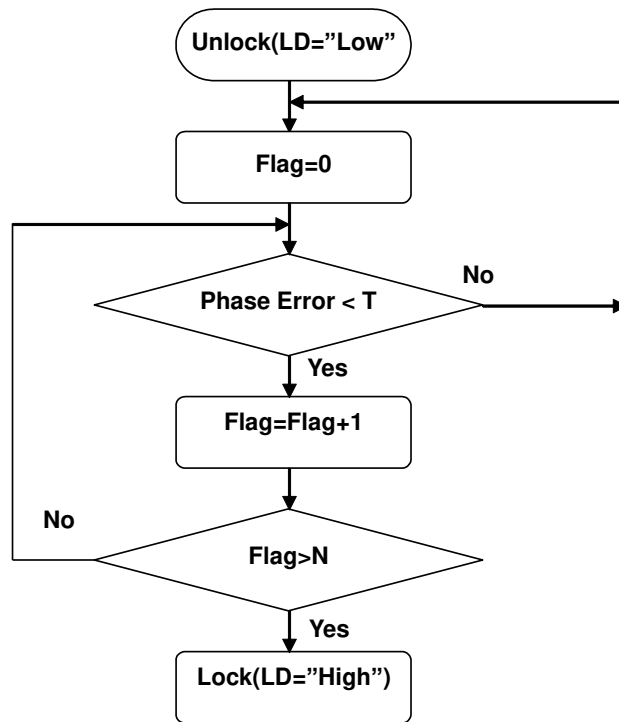 Unlock(LD=”Low”
Flag=0
Phase Error < T
No
Yes
Flag=Flag+1
No
Flag>N
Yes
Lock(LD=”High”)